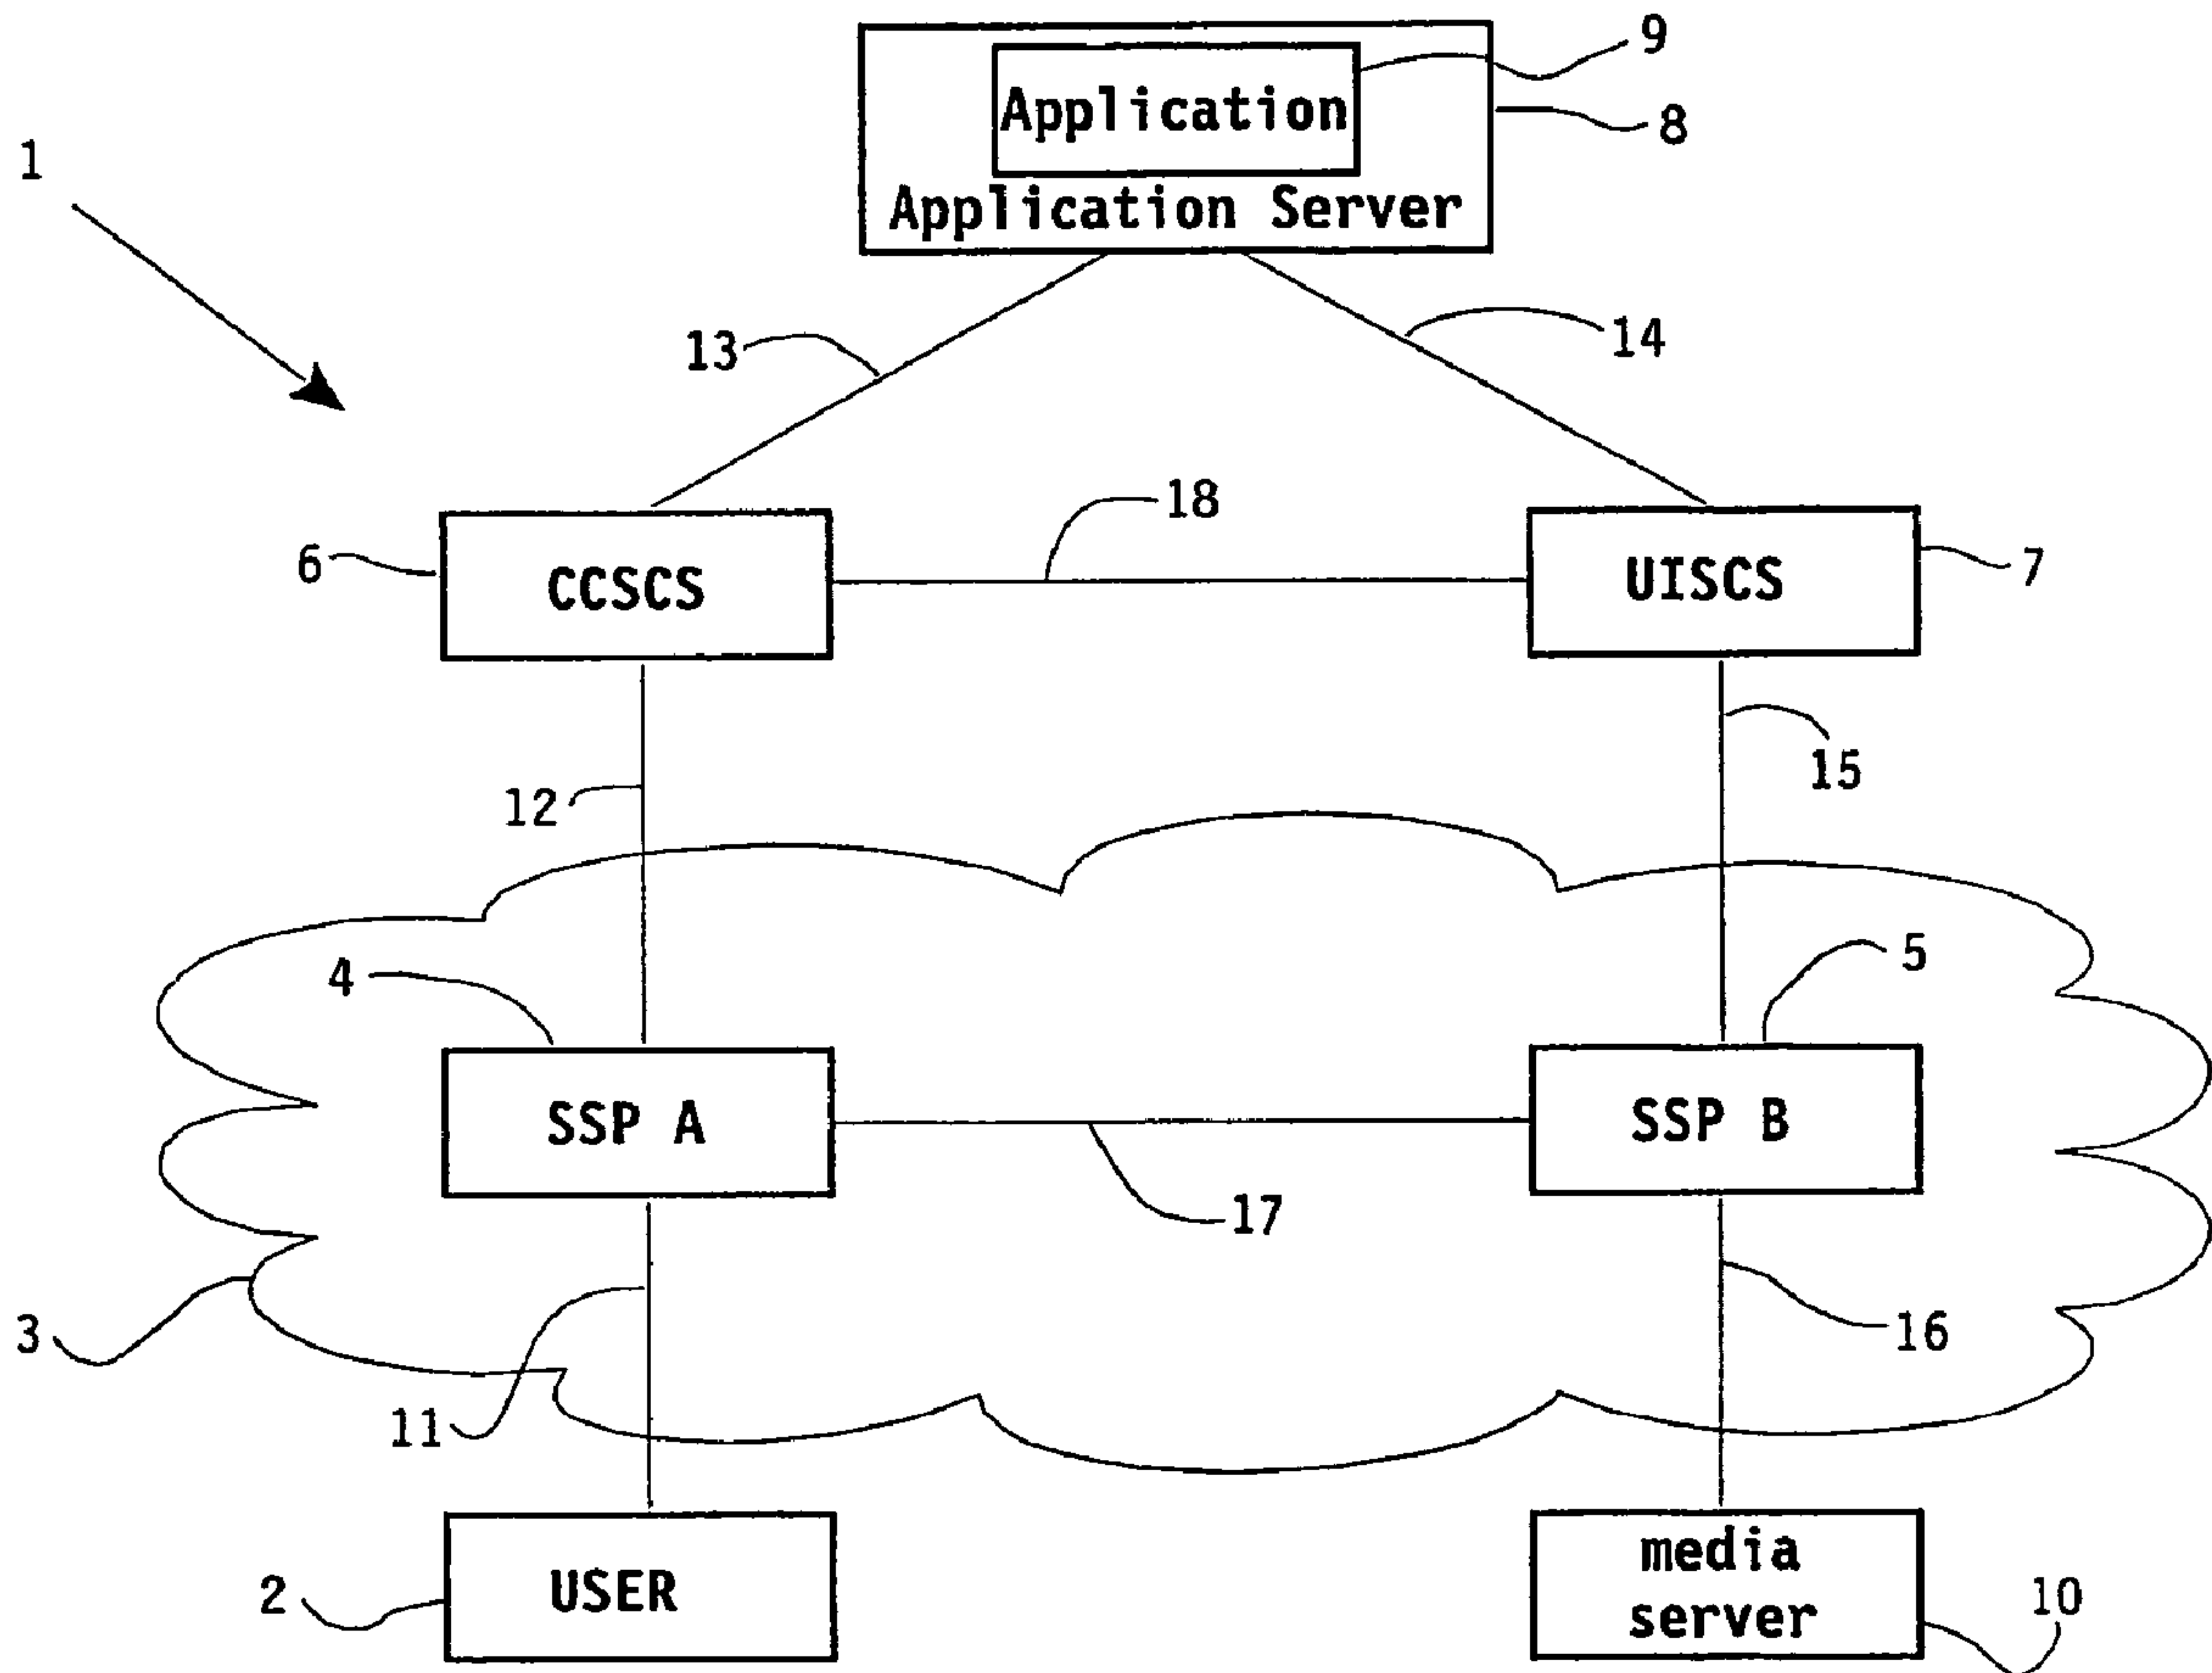 9
Application
8
1
Application Server
13
14
18
6
CCSCS
UISCS
7
15
12
5
4
SSP A
SSP B
17
3
16
11
2
USER
media
server
10